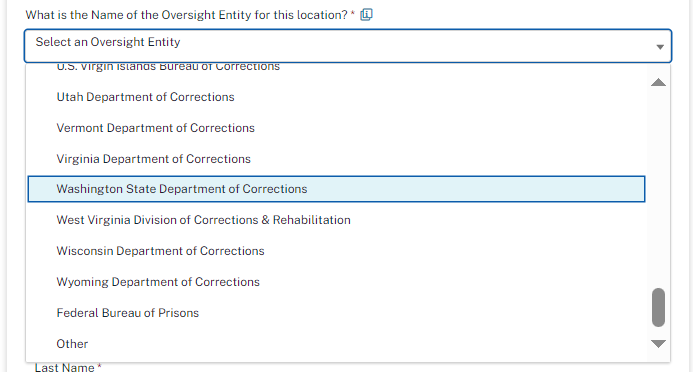 What is the Name of the Oversight Entity for this location? *
Select an Oversight Entity
U.S. Virgin Islands Bureau of Corrections
Utah Department of Corrections
Vermont Department of Corrections
Virginia Department of Corrections
Washington State Department of Corrections
West Virginia Division of Corrections & Rehabilitation
Wisconsin Department of Corrections
Wyoming Department of Corrections
Federal Bureau of Prisons
Other
Last Name *